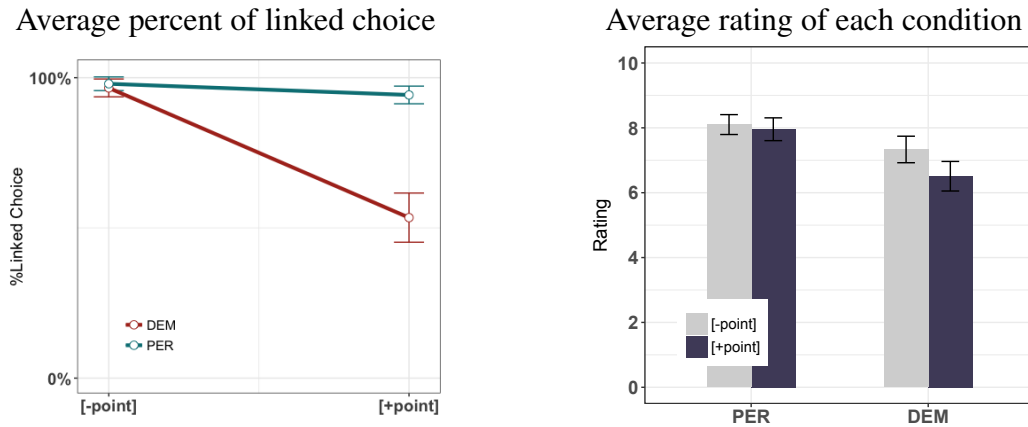 Average percent of linked choice
100%
%Linked Choice
DEM
PER
0%
[-point]
[+point]
Average rating of each condition
10
8
6
Rating
4
2
[-point]
[+point]
0
PER
DEM